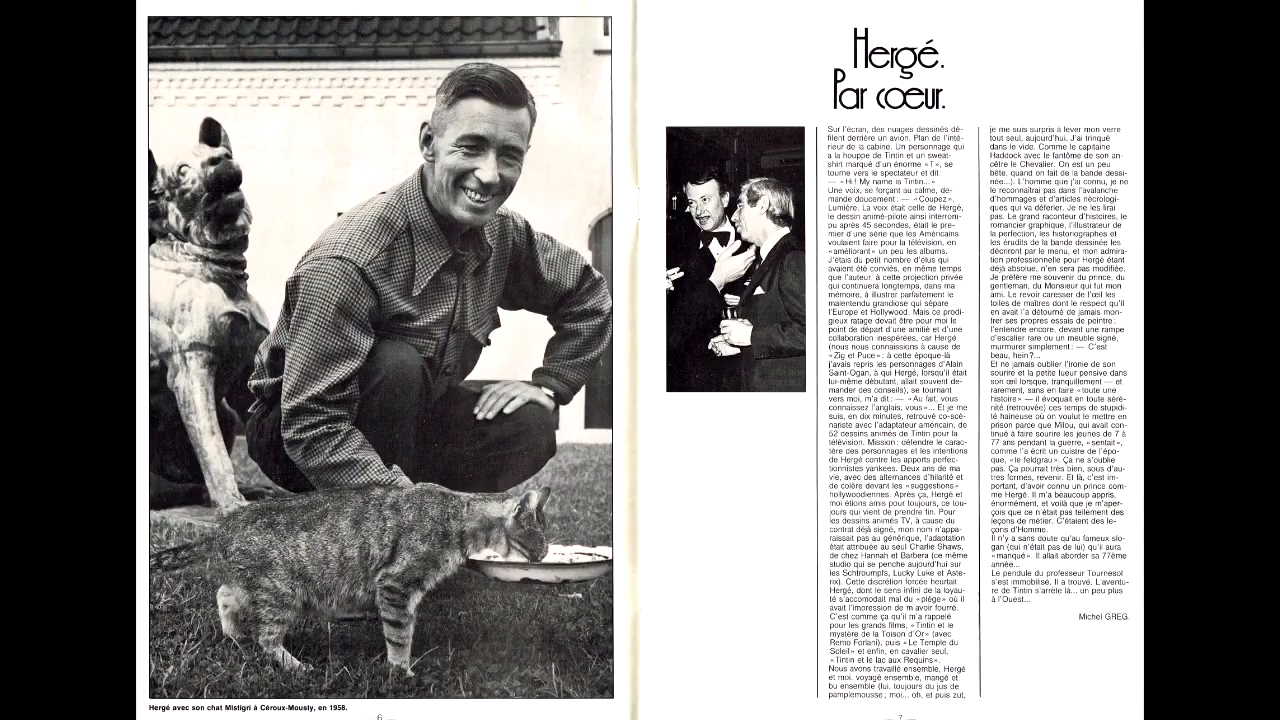 Hergé avec son chat Mistigri à Céroux-Mousty, en 1958.
— 6 —
Hergé.
Par cœur.
Sur l'écran, des nuages dessinés dé-
filent derrière un avion. Plan de l'inté-
rieur de la cabine. Un personnage qui
a la houppe de Tintin et un sweat-
shirt marqué d'un énorme «T», se
tourne vers le spectateur et dit :
— «Hi ! My name is Tintin...»
Une voix, se forçant au calme, de-
mande doucement : — «Coupez».
Lumière. La voix était celle de Hergé,
le dessin animé-pilote ainsi interrom-
pu après 45 secondes, était le pre-
mier d'une série que les Américains
voulaient faire pour la télévision, en
«améliorant» un peu les albums.
J'étais du petit nombre d'élus qui
avaient été conviés, en même temps
que l'auteur, à cette projection privée
qui continuera longtemps, dans ma
mémoire, à illustrer parfaitement le
malentendu grandiose qui sépare
l'Europe et Hollywood. Mais ce prodi-
gieux ratage devait être pour moi le
point de départ d'une amitié et d'une
collaboration inespérées, car Hergé
(nous nous connaissions à cause de
«Zig et Puce» : à cette époque-là
j'avais repris les personnages d'Alain
Saint-Ogan, à qui Hergé, lorsqu'il était
lui-même débutant, allait souvent de-
mander des conseils), se tournant
vers moi, m'a dit : — «Au fait, vous
connaissez l'anglais, vous»... Et je me
suis, en dix minutes, retrouvé co-scé-
nariste avec l'adaptateur américain, de
52 dessins animés de Tintin pour la
télévision. Mission : défendre le carac-
tère des personnages et les intentions
de Hergé contre les apports perfec-
tionnistes yankees. Deux ans de ma
vie, avec des alternances d'hilarité et
de colère devant les «suggestions»
hollywoodiennes. Après ça, Hergé et
moi étions amis pour toujours, ce tou-
jours qui vient de prendre fin. Pour
les dessins animés TV, à cause du
contrat déjà signé, mon nom n'appa-
raissait pas au générique, l'adaptation
était attribuée au seul Charlie Shaws,
de chez Hannah et Barbera (ce même
studio qui se penche aujourd'hui sur
les Schtroumpfs, Lucky Luke et Aste-
rix). Cette discrétion forcée heurtait
Hergé, dont le sens infini de la loyau-
té s'accomodait mal du «piège» où il
avait l'impression de m'avoir fourré.
C'est comme ça qu'il m'a rappelé
pour les grands films, «Tintin et le
mystère de la Toison d'Or» (avec
Remo Forlani), puis «Le Temple du
Soleil» et enfin, en cavalier seul,
«Tintin et le lac aux Requins».
Nous avons travaillé ensemble, Hergé
et moi, voyagé ensemble, mangé et
bu ensemble (lui, toujours du jus de
pamplemousse ; moi... oh, et puis zut,
je me suis surpris à lever mon verre
tout seul, aujourd'hui. J'ai trinqué
dans le vide. Comme le capitaine
Haddock avec le fantôme de son an-
cêtre le Chevalier. On est un peu
bête, quand on fait de la bande dessi-
née...). L'homme que j'ai connu, je ne
le reconnaîtrai pas dans l'avalanche
d'hommages et d'articles nécrologi-
ques qui va déferler. Je ne les lirai
pas. Le grand raconteur d'histoires, le
romancier graphique, l'illustrateur de
la perfection, les historiographes et
les érudits de la bande dessinée les
décriront par le menu, et mon admi-
ration professionnelle pour Hergé étant
déjà absolue, n'en sera pas modifiée.
Je préfère me souvenir du prince, du
gentleman, du Monsieur qui fut mon
ami. Le revoir caresser de l'œil les
toiles de maîtres dont le respect qu'il
en avait l'a détourné de jamais mon-
trer ses propres essais de peintre ;
l'entendre encore, devant une rampe
d'escalier rare ou un meuble signé,
murmurer simplement : — C'est
beau, hein ?...
Et ne jamais oublier l'ironie de son
sourire et la petite lueur pensive dans
son œil lorsque, tranquillement — et
rarement, sans en faire «toute une
histoire» — il évoquait en toute séré-
nité (retrouvée) ces temps de stupidi-
té haineuse où on voulut le mettre en
prison parce que Milou, qui avait con-
tinué à faire sourire les jeunes de 7 à
77 ans pendant la guerre, «sentait»,
comme l'a écrit un cuistre de l'épo-
que, «le feldgrau». Ça ne s'oublie
pas. Ça pourrait très bien, sous d'au-
tres formes, revenir. Et là, c'est im-
portant, d'avoir connu un prince com-
me Hergé. Il m'a beaucoup appris,
énormément, et voilà que je m'aper-
çois que ce n'était pas tellement des
leçons de métier. C'étaient des le-
çons d'Homme.
Il n'y a sans doute qu'au fameux slo-
gan (qui n'était pas de lui) qu'il aura
«manqué». Il allait aborder sa 77ème
année...
Le pendule du professeur Tournesol
s'est immobilisé. Il a trouvé. L'aventu-
re de Tintin s'arrête là... un peu plus
à l'Ouest...
Michel GREG.
— 7 —